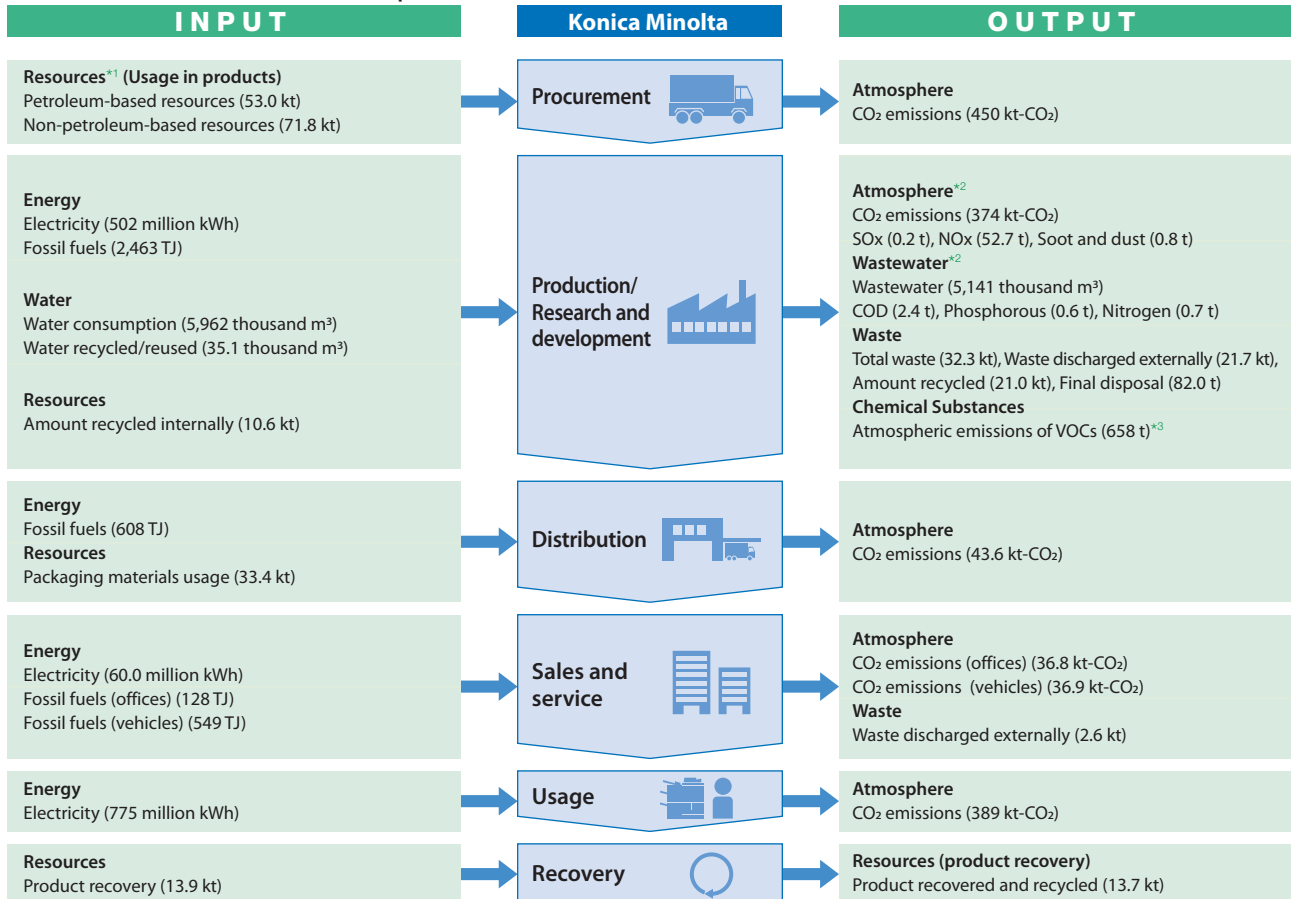 INPUT
Konica Minolta
OUTPUT
Resources*1 (Usage in products)
Petroleum-based resources (53.0 kt)
Non-petroleum-based resources (71.8 kt)
Procurement
Atmosphere
CO₂ emissions (450 kt-CO₂)
Energy
Electricity (502 million kWh)
Fossil fuels (2,463 TJ)
Water
Water consumption (5,962 thousand m³)
Water recycled/reused (35.1 thousand m³)
Resources
Amount recycled internally (10.6 kt)
Production/
Research and
development
Atmosphere*2
CO₂ emissions (374 kt-CO₂)
SOx (0.2 t), NOx (52.7 t), Soot and dust (0.8 t)
Wastewater*2
Wastewater (5,141 thousand m³)
COD (2.4 t), Phosphorous (0.6 t), Nitrogen (0.7 t)
Waste
Total waste (32.3 kt), Waste discharged externally (21.7 kt),
Amount recycled (21.0 kt), Final disposal (82.0 t)
Chemical Substances
Atmospheric emissions of VOCs (658 t)*3
Energy
Fossil fuels (608 TJ)
Resources
Packaging materials usage (33.4 kt)
Distribution
Atmosphere
CO₂ emissions (43.6 kt-CO₂)
Energy
Electricity (60.0 million kWh)
Fossil fuels (offices) (128 TJ)
Fossil fuels (vehicles) (549 TJ)
Sales and
service
Atmosphere
CO₂ emissions (offices) (36.8 kt-CO₂)
CO₂ emissions (vehicles) (36.9 kt-CO₂)
Waste
Waste discharged externally (2.6 kt)
Energy
Electricity (775 million kWh)
Usage
Atmosphere
CO₂ emissions (389 kt-CO₂)
Resources
Product recovery (13.9 kt)
Recovery
Resources (product recovery)
Product recovered and recycled (13.7 kt)